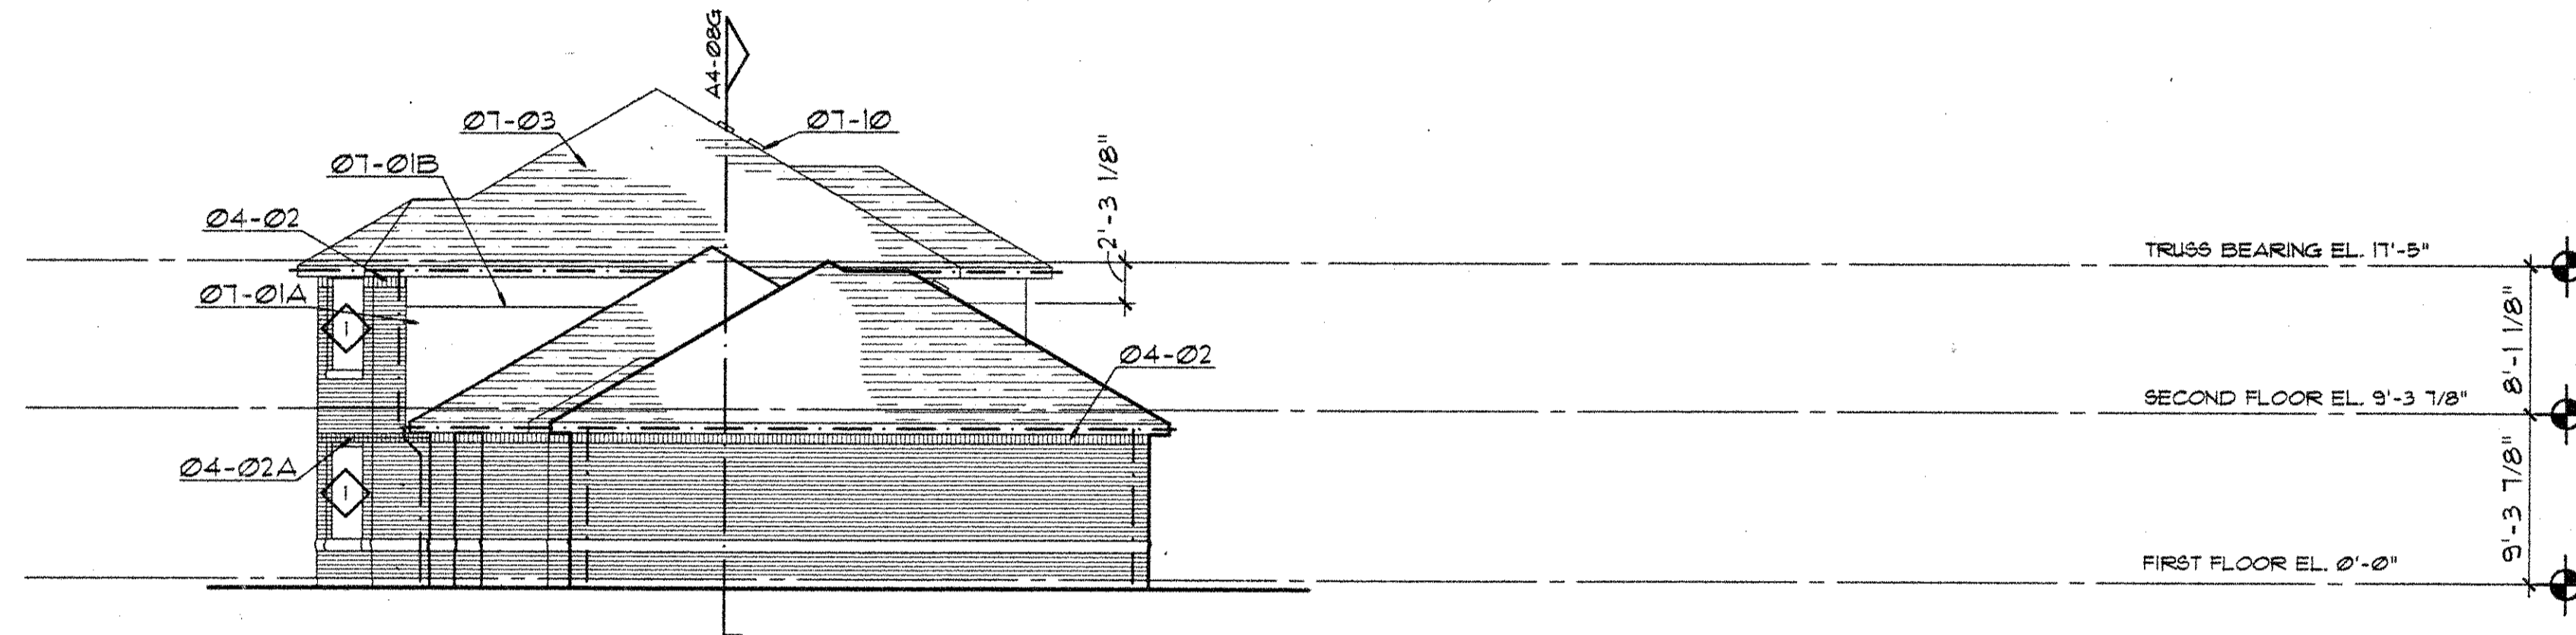 A4-08G
07-03
07-10
07-01B
2'-3 1/8"
04-02
TRUSS BEARING EL. 17'-5"
07-01A
1
8'-1 1/8"
04-02
SECOND FLOOR EL. 9'-3 7/8"
04-02A
1
9'-3 7/8"
FIRST FLOOR EL. 0'-0"